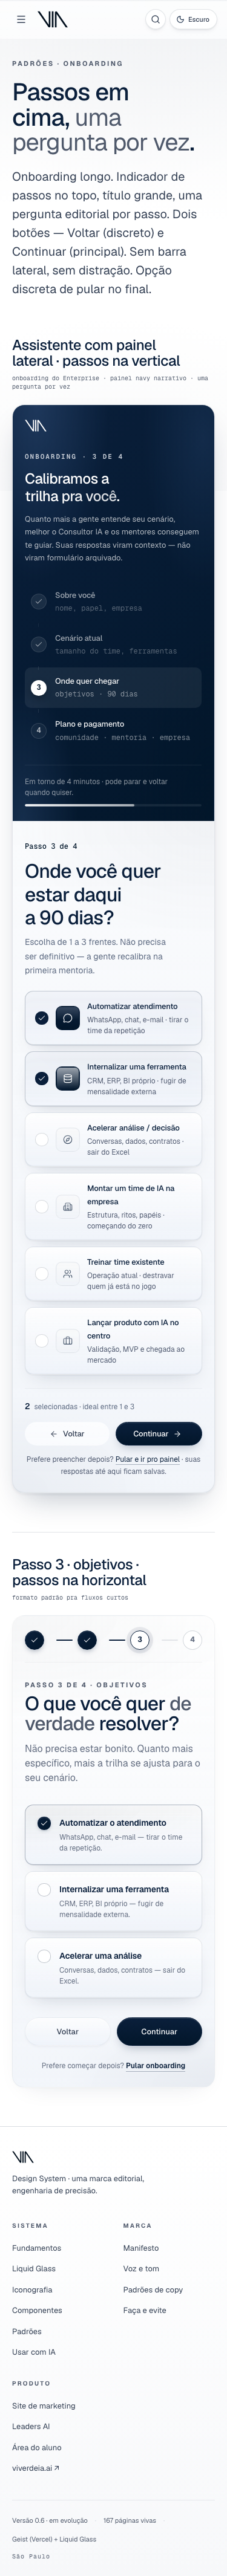 VIA
Escuro
PADRÕES · ONBOARDING
Passos em
cima, uma
pergunta por vez.
Onboarding longo. Indicador de
passos no topo, título grande, uma
pergunta editorial por passo. Dois
botões — Voltar (discreto) e
Continuar (principal). Sem barra
lateral, sem distração. Opção
discreta de pular no final.
Assistente com painel
lateral · passos na vertical
onboarding do Enterprise · painel navy narrativo · uma
pergunta por vez
VIA
ONBOARDING · 3 DE 4
Calibramos a
trilha pra você.
Quanto mais a gente entende seu cenário,
melhor o Consultor IA e os mentores conseguem
te guiar. Suas respostas viram contexto — não
viram formulário arquivado.
Sobre você
nome, papel, empresa
Cenário atual
tamanho do time, ferramentas
3
Onde quer chegar
objetivos · 90 dias
4
Plano e pagamento
comunidade · mentoria · empresa
Em torno de 4 minutos · pode parar e voltar
quando quiser.
Passo 3 de 4
Onde você quer
estar daqui
a 90 dias?
Escolha de 1 a 3 frentes. Não precisa
ser definitivo — a gente recalibra na
primeira mentoria.
Automatizar atendimento
WhatsApp, chat, e-mail · tirar o
time da repetição
Internalizar uma ferramenta
CRM, ERP, BI próprio · fugir de
mensalidade externa
Acelerar análise / decisão
Conversas, dados, contratos ·
sair do Excel
Montar um time de IA na
empresa
Estrutura, ritos, papéis ·
começando do zero
Treinar time existente
Operação atual · destravar
quem já está no jogo
Lançar produto com IA no
centro
Validação, MVP e chegada ao
mercado
2 selecionadas · ideal entre 1 e 3
← Voltar
Continuar →
Prefere preencher depois? Pular e ir pro painel · suas
respostas até aqui ficam salvas.
Passo 3 · objetivos ·
passos na horizontal
formato padrão pra fluxos curtos
3
4
PASSO 3 DE 4 · OBJETIVOS
O que você quer de
verdade resolver?
Não precisa estar bonito. Quanto mais
específico, mais a trilha se ajusta para o
seu cenário.
Automatizar o atendimento
WhatsApp, chat, e-mail — tirar o time
da repetição.
Internalizar uma ferramenta
CRM, ERP, BI próprio — fugir de
mensalidade externa.
Acelerar uma análise
Conversas, dados, contratos — sair do
Excel.
Voltar
Continuar
Prefere começar depois? Pular onboarding
VIA
Design System · uma marca editorial,
engenharia de precisão.
SISTEMA
MARCA
Fundamentos
Manifesto
Liquid Glass
Voz e tom
Iconografia
Padrões de copy
Componentes
Faça e evite
Padrões
Usar com IA
PRODUTO
Site de marketing
Leaders AI
Área do aluno
viverdeia.ai ↗
Versão 0.6 · em evolução
167 páginas vivas
Geist (Vercel) + Liquid Glass
São Paulo